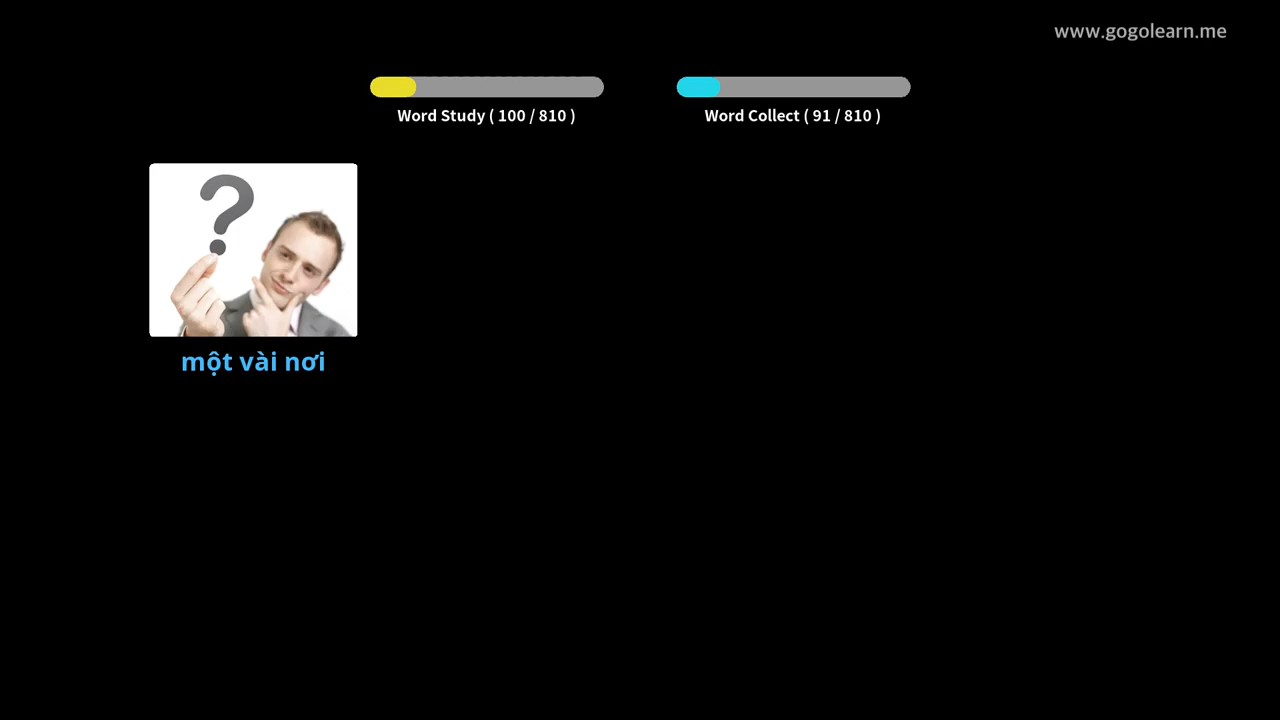 www.gogolearn.me
Word Study ( 100 / 810 )
Word Collect ( 91 / 810 )
?
một vài nơi